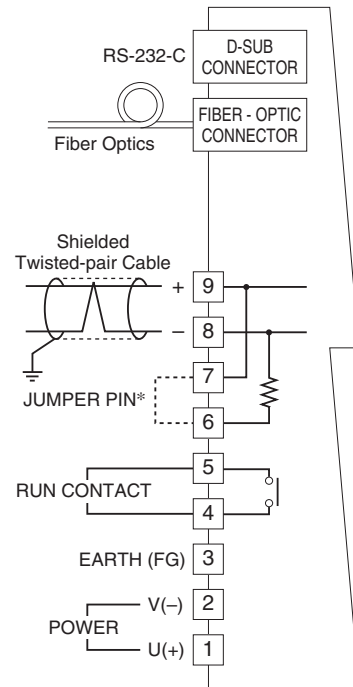 RS-232-C
D-SUB
CONNECTOR
FIBER - OPTIC
CONNECTOR
Fiber Optics
Shielded
Twisted-pair Cable
+ 9
– 8
7
JUMPER PIN*
6
5
RUN CONTACT
4
EARTH (FG) 3
V(–) 2
POWER
U(+) 1